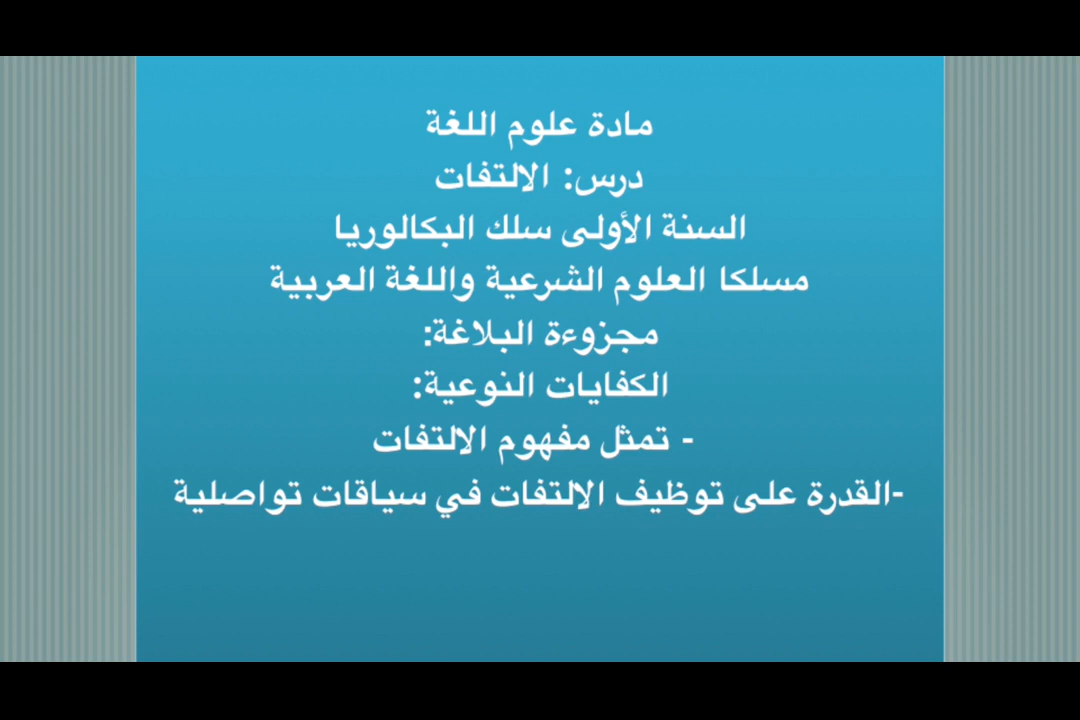 مادة علوم اللغة
درس: الالتفات
السنة الأولى سلك البكالوريا
مسلكا العلوم الشرعية واللغة العربية
مجزوءة البلاغة:
الكفايات النوعية:
- تمثل مفهوم الالتفات
-القدرة على توظيف الالتفات في سياقات تواصلية